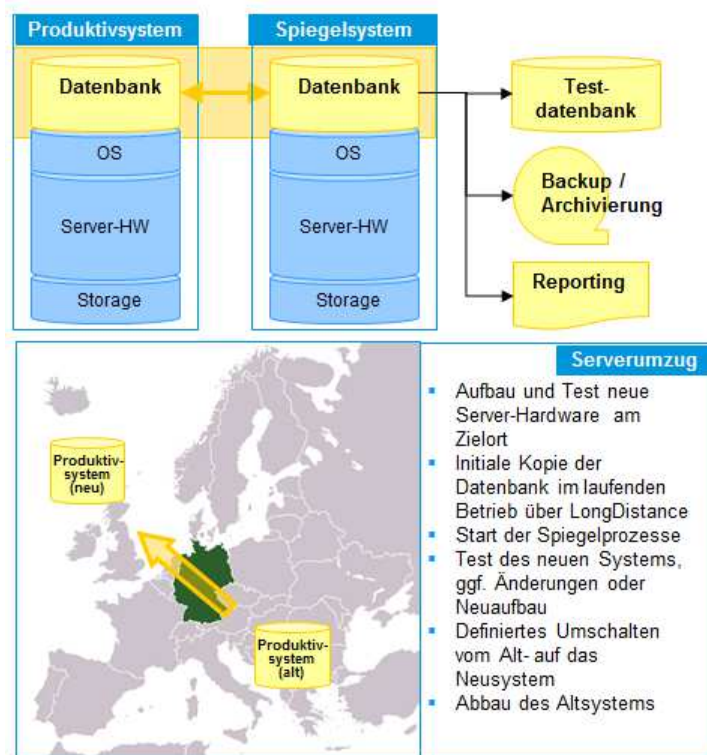 Produktivsystem
Spiegelsystem
Datenbank
Datenbank
OS
OS
Server-HW
Server-HW
Storage
Storage
Test-
datenbank
Backup /
Archivierung
Reporting
Produktiv-
system
(neu)
Produktiv-
system
(alt)
Serverumzug
▪ Aufbau und Test neue
Server-Hardware am
Zielort
▪ Initiale Kopie der
Datenbank im laufenden
Betrieb über LongDistance
▪ Start der Spiegelprozesse
▪ Test des neuen Systems,
ggf. Änderungen oder
Neuaufbau
▪ Definiertes Umschalten
vom Alt- auf das
Neusystem
▪ Abbau des Altsystems